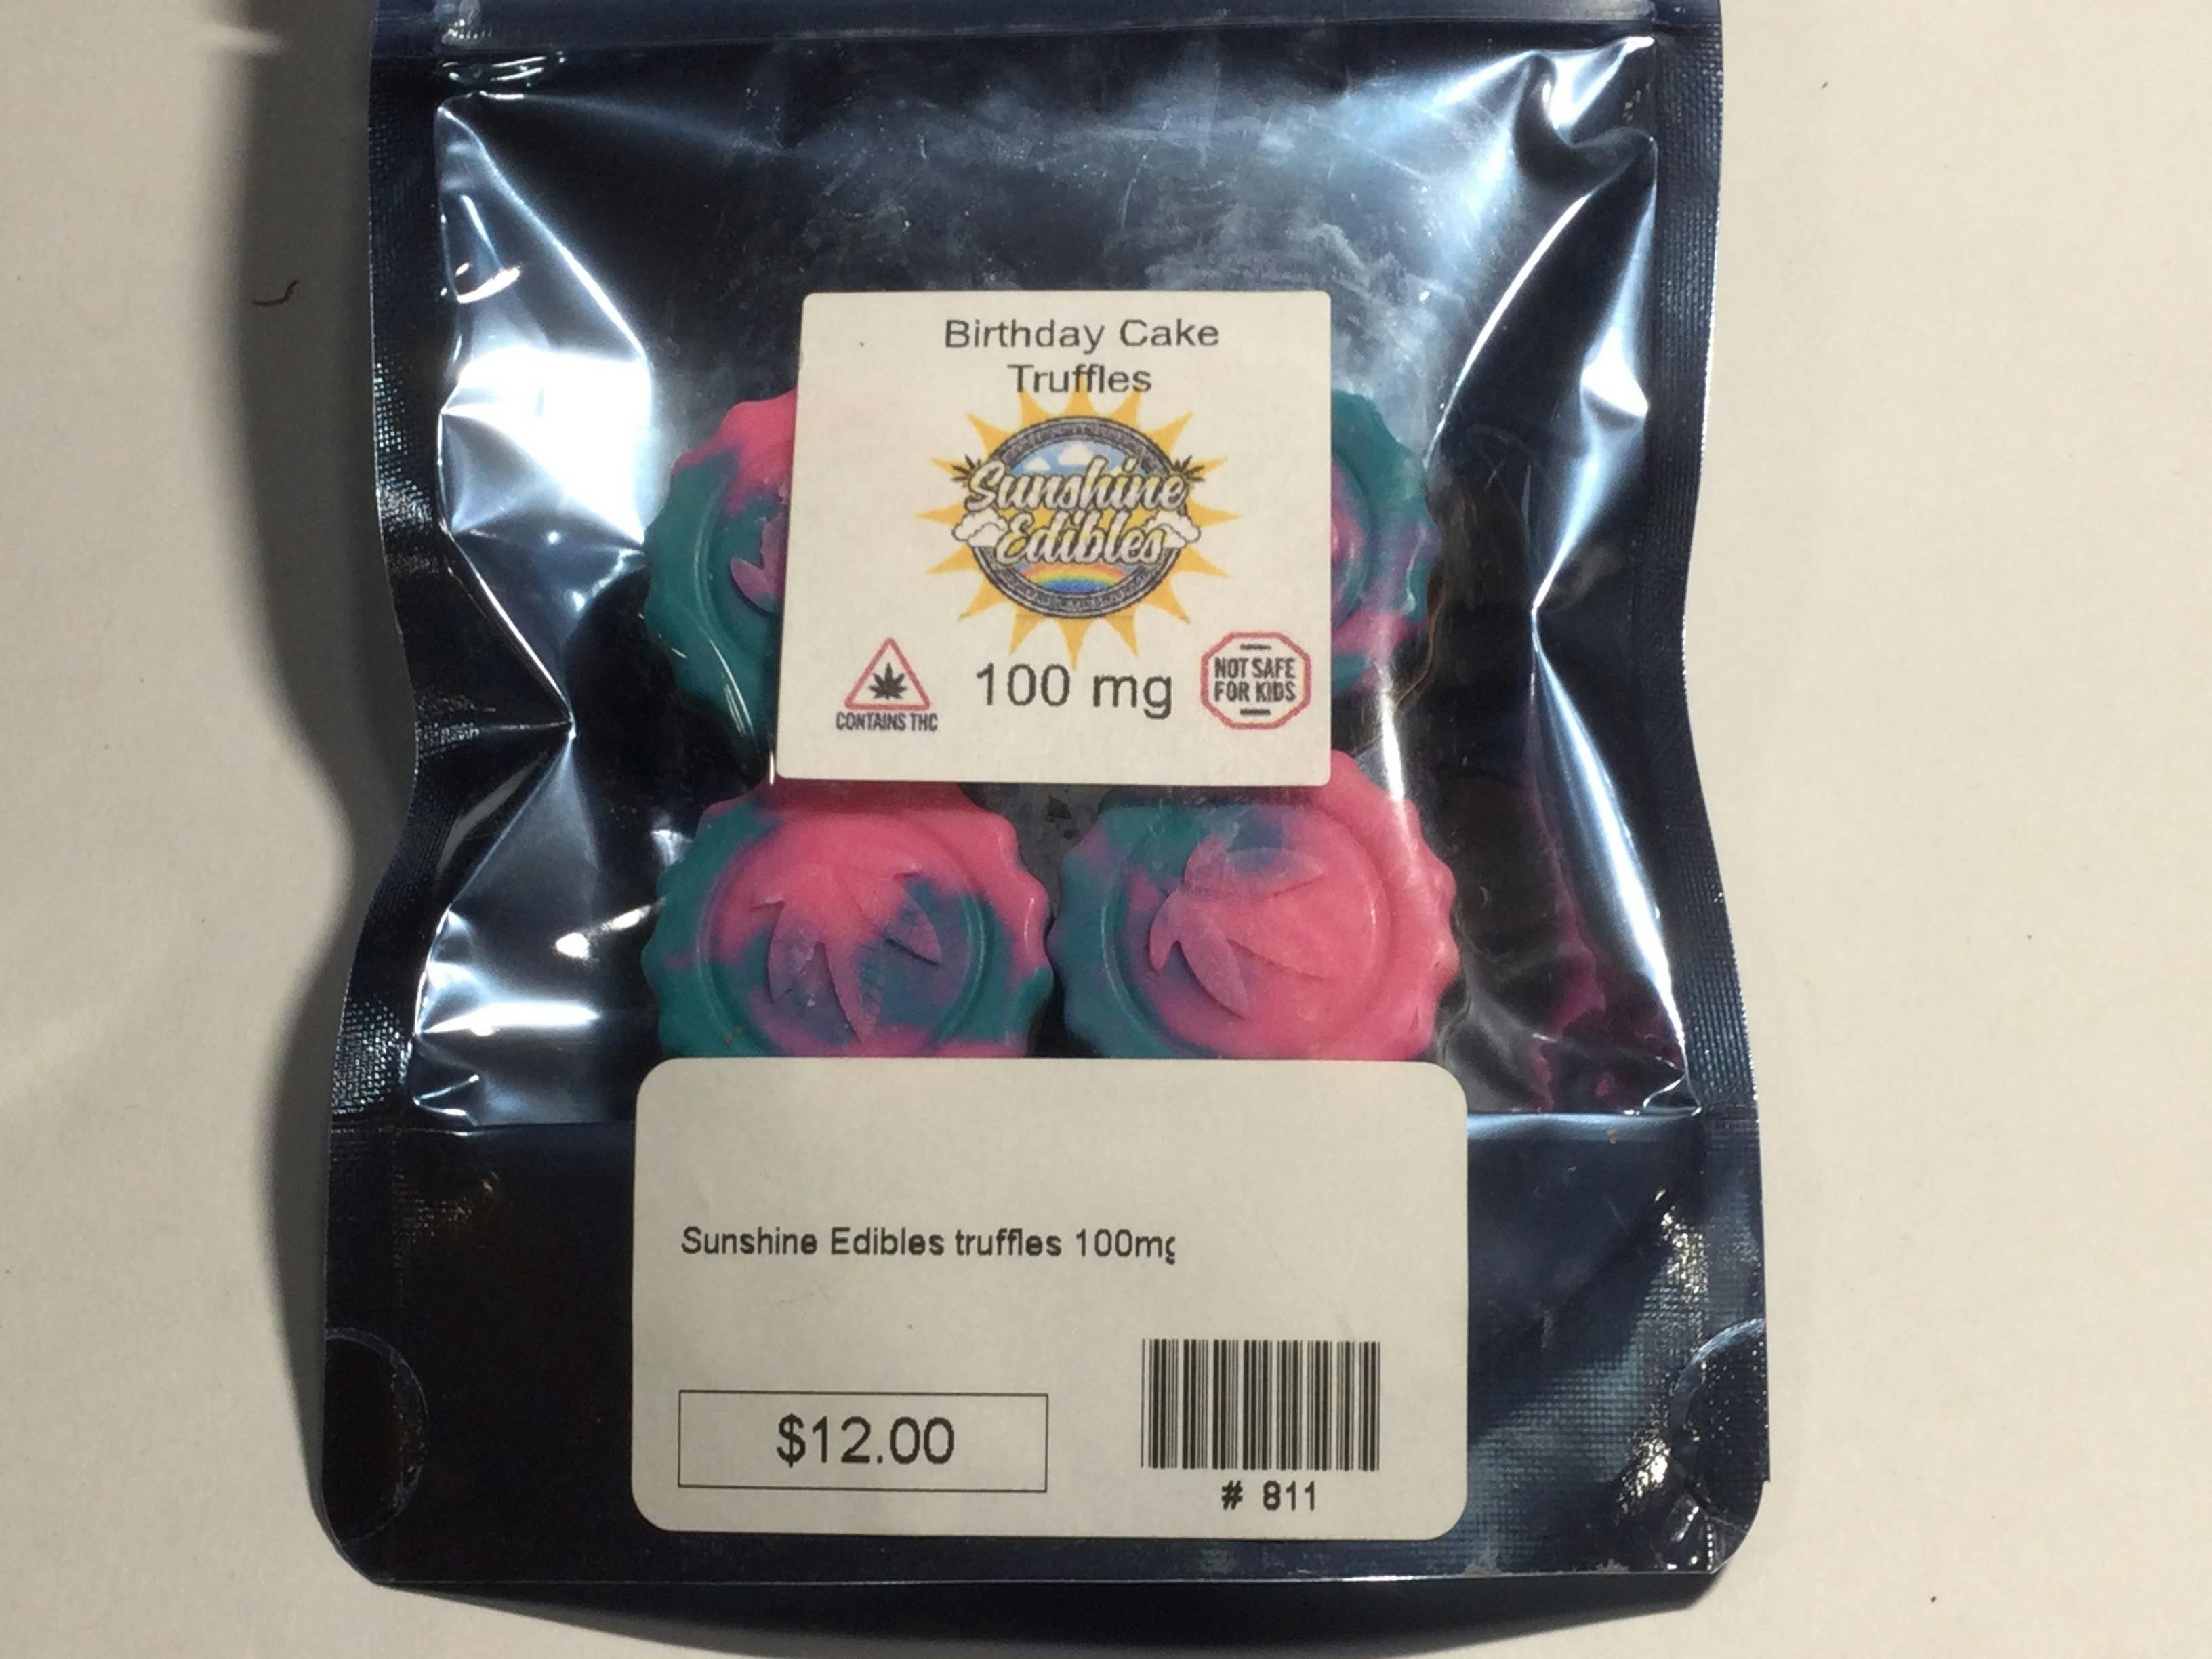 Birthday Cake
Truffles
Sunshine
Edibles
CONTAINS THC
100 mg
NOT SAFE
FOR KIDS
Sunshine Edibles truffles 100mg
$12.00
# 811